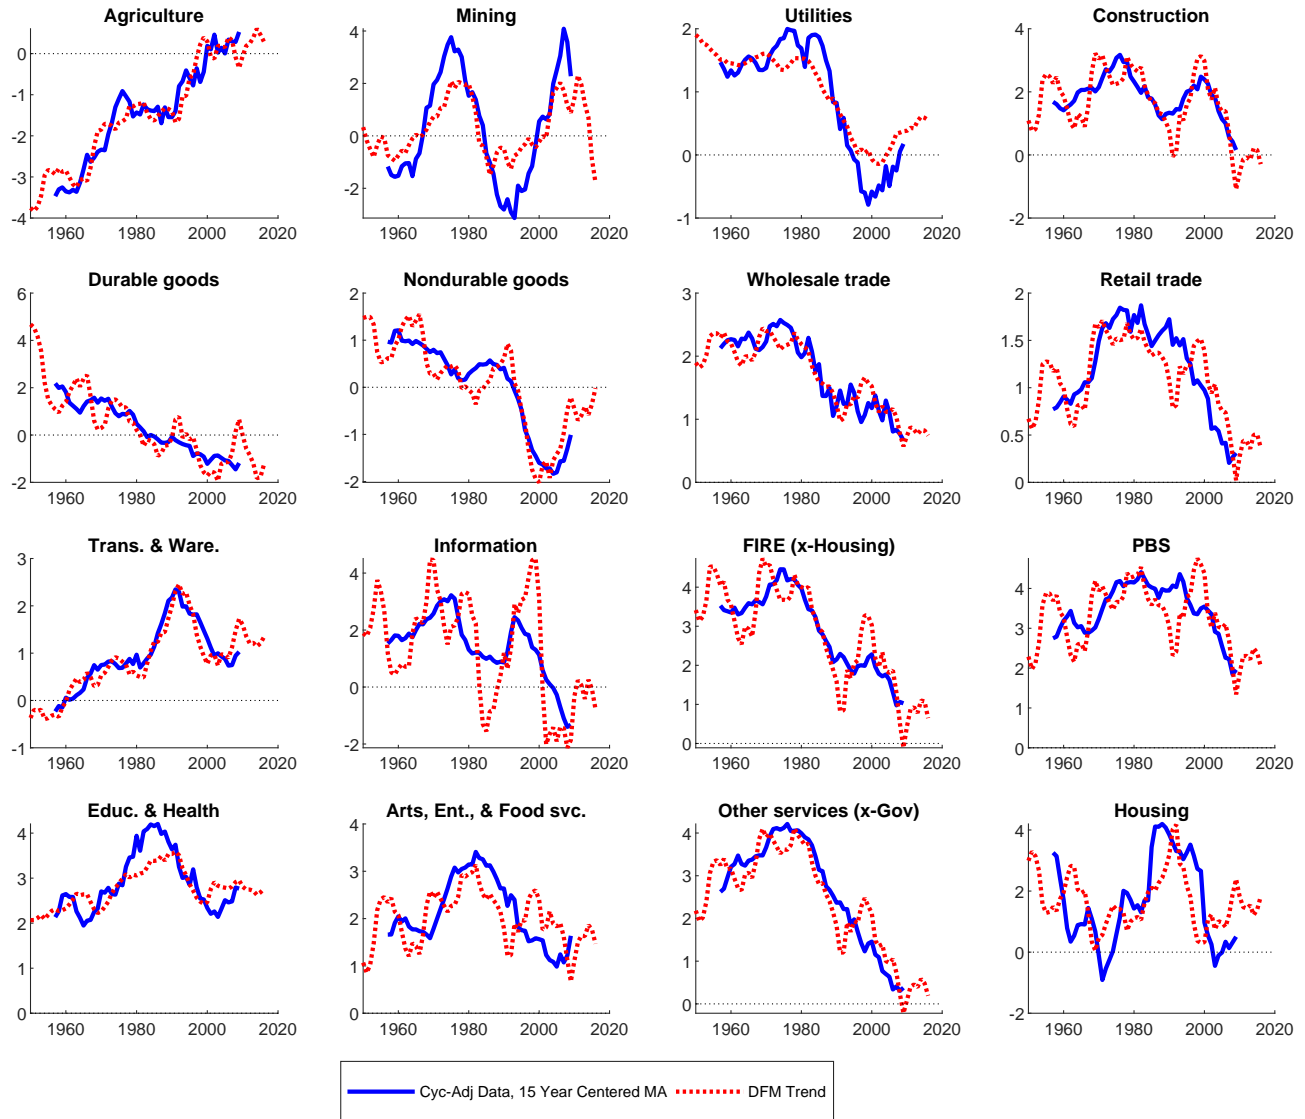 Agriculture
Mining
Utilities
Construction
0
-1
-2
-3
-4
1960 1980 2000 2020
4
2
0
-2
1960 1980 2000 2020
2
1
0
-1
1960 1980 2000 2020
4
2
0
-2
1960 1980 2000 2020
Durable goods
Nondurable goods
Wholesale trade
Retail trade
6
4
2
0
-2
1960 1980 2000 2020
2
1
0
-1
-2
1960 1980 2000 2020
3
2
1
0
1960 1980 2000 2020
2
1.5
1
0.5
0
1960 1980 2000 2020
Trans. & Ware.
Information
FIRE (x-Housing)
PBS
3
2
1
0
-1
1960 1980 2000 2020
4
2
0
-2
1960 1980 2000 2020
4
3
2
1
0
1960 1980 2000 2020
4
3
2
1
0
1960 1980 2000 2020
Educ. & Health
Arts, Ent., & Food svc.
Other services (x-Gov)
Housing
4
3
2
1
0
1960 1980 2000 2020
4
3
2
1
0
1960 1980 2000 2020
4
3
2
1
0
1960 1980 2000 2020
4
2
0
-2
1960 1980 2000 2020
Cyc-Adj Data, 15 Year Centered MA DFM Trend